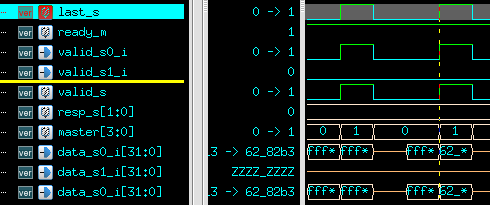 ver last_s 0 -> 1
ver ready_m 1
ver valid_s0_i 0 -> 1
ver valid_s1_i 0
ver valid_s 0 -> 1
ver resp_s[1:0] 0
ver master[3:0] 0 -> 1 0 1 0 1
ver data_s0_i[31:0] .3 -> 62_82b3 fff* fff* fff* 62_*
ver data_s1_i[31:0] ZZZZ_ZZZZ
ver data_s0_i[31:0] .3 -> 62_82b3 fff* fff* fff* 62_*